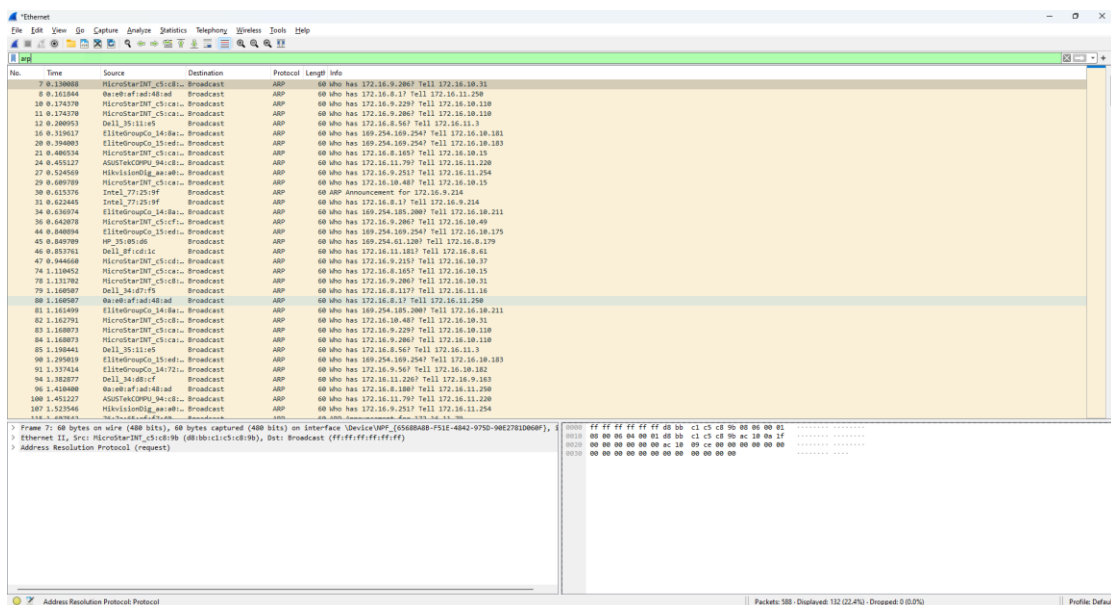 *Ethernet
File Edit View Go Capture Analyze Statistics Telephony Wireless Tools Help
arp
No. Time Source Destination Protocol Length Info
7 0.130088 MicroStarINT_c5:c8:… Broadcast ARP 60 Who has 172.16.9.206? Tell 172.16.10.31
8 0.161844 0a:e0:af:ad:48:ad Broadcast ARP 60 Who has 172.16.8.1? Tell 172.16.11.250
10 0.174370 MicroStarINT_c5:ca:… Broadcast ARP 60 Who has 172.16.9.229? Tell 172.16.10.110
11 0.174370 MicroStarINT_c5:ca:… Broadcast ARP 60 Who has 172.16.9.206? Tell 172.16.10.110
12 0.200953 Dell_35:11:e5 Broadcast ARP 60 Who has 172.16.8.56? Tell 172.16.11.3
16 0.319617 EliteGroupCo_14:8a:… Broadcast ARP 60 Who has 169.254.169.254? Tell 172.16.10.181
20 0.394003 EliteGroupCo_15:ed:… Broadcast ARP 60 Who has 169.254.169.254? Tell 172.16.10.183
21 0.406534 MicroStarINT_c5:ca:… Broadcast ARP 60 Who has 172.16.8.165? Tell 172.16.10.15
24 0.455127 ASUSTekCOMPU_94:c8:… Broadcast ARP 60 Who has 172.16.11.79? Tell 172.16.11.220
27 0.524569 HikvisionDig_aa:a0:… Broadcast ARP 60 Who has 172.16.9.251? Tell 172.16.11.254
29 0.609789 MicroStarINT_c5:ca:… Broadcast ARP 60 Who has 172.16.10.48? Tell 172.16.10.15
30 0.615376 Intel_77:25:9f Broadcast ARP 60 ARP Announcement for 172.16.9.214
31 0.622445 Intel_77:25:9f Broadcast ARP 60 Who has 172.16.8.1? Tell 172.16.9.214
34 0.636974 EliteGroupCo_14:8a:… Broadcast ARP 60 Who has 169.254.185.200? Tell 172.16.10.211
36 0.642078 MicroStarINT_c5:cf:… Broadcast ARP 60 Who has 172.16.9.206? Tell 172.16.10.49
44 0.840894 EliteGroupCo_15:ed:… Broadcast ARP 60 Who has 169.254.169.254? Tell 172.16.10.175
45 0.849709 HP_35:05:d6 Broadcast ARP 60 Who has 169.254.61.120? Tell 172.16.8.179
46 0.853761 Dell_8f:cd:1c Broadcast ARP 60 Who has 172.16.11.181? Tell 172.16.8.61
47 0.944660 MicroStarINT_c5:cd:… Broadcast ARP 60 Who has 172.16.9.215? Tell 172.16.10.37
74 1.110452 MicroStarINT_c5:ca:… Broadcast ARP 60 Who has 172.16.8.165? Tell 172.16.10.15
78 1.131702 MicroStarINT_c5:c8:… Broadcast ARP 60 Who has 172.16.9.206? Tell 172.16.10.31
79 1.160507 Dell_34:d7:f5 Broadcast ARP 60 Who has 172.16.8.117? Tell 172.16.11.16
80 1.160507 0a:e0:af:ad:48:ad Broadcast ARP 60 Who has 172.16.8.1? Tell 172.16.11.250
81 1.161499 EliteGroupCo_14:8a:… Broadcast ARP 60 Who has 169.254.185.200? Tell 172.16.10.211
82 1.162791 MicroStarINT_c5:c8:… Broadcast ARP 60 Who has 172.16.10.48? Tell 172.16.10.31
83 1.168073 MicroStarINT_c5:ca:… Broadcast ARP 60 Who has 172.16.9.229? Tell 172.16.10.110
84 1.168073 MicroStarINT_c5:ca:… Broadcast ARP 60 Who has 172.16.9.206? Tell 172.16.10.110
85 1.198441 Dell_35:11:e5 Broadcast ARP 60 Who has 172.16.8.56? Tell 172.16.11.3
90 1.295019 EliteGroupCo_15:ed:… Broadcast ARP 60 Who has 169.254.169.254? Tell 172.16.10.183
91 1.337414 EliteGroupCo_14:72:… Broadcast ARP 60 Who has 172.16.9.56? Tell 172.16.10.182
94 1.382877 Dell_34:d8:cf Broadcast ARP 60 Who has 172.16.11.226? Tell 172.16.9.163
96 1.410400 0a:e0:af:ad:48:ad Broadcast ARP 60 Who has 172.16.8.180? Tell 172.16.11.250
100 1.451227 ASUSTekCOMPU_94:c8:… Broadcast ARP 60 Who has 172.16.11.79? Tell 172.16.11.220
107 1.523546 HikvisionDig_aa:a0:… Broadcast ARP 60 Who has 172.16.9.251? Tell 172.16.11.254
> Frame 7: 60 bytes on wire (480 bits), 60 bytes captured (480 bits) on interface \Device\NPF_{6568BA8B-F51E-4842-975D-90E2781D060F}, i
> Ethernet II, Src: MicroStarINT_c5:c8:9b (d8:bb:c1:c5:c8:9b), Dst: Broadcast (ff:ff:ff:ff:ff:ff)
> Address Resolution Protocol (request)
0000 ff ff ff ff ff ff d8 bb c1 c5 c8 9b 08 06 00 01 ········ ········
0010 08 00 06 04 00 01 d8 bb c1 c5 c8 9b ac 10 0a 1f ········ ········
0020 00 00 00 00 00 00 ac 10 09 ce 00 00 00 00 00 00 ········ ········
0030 00 00 00 00 00 00 00 00 00 00 00 00 ········ ····
Address Resolution Protocol: Protocol Packets: 588 · Displayed: 132 (22.4%) · Dropped: 0 (0.0%) Profile: Defau